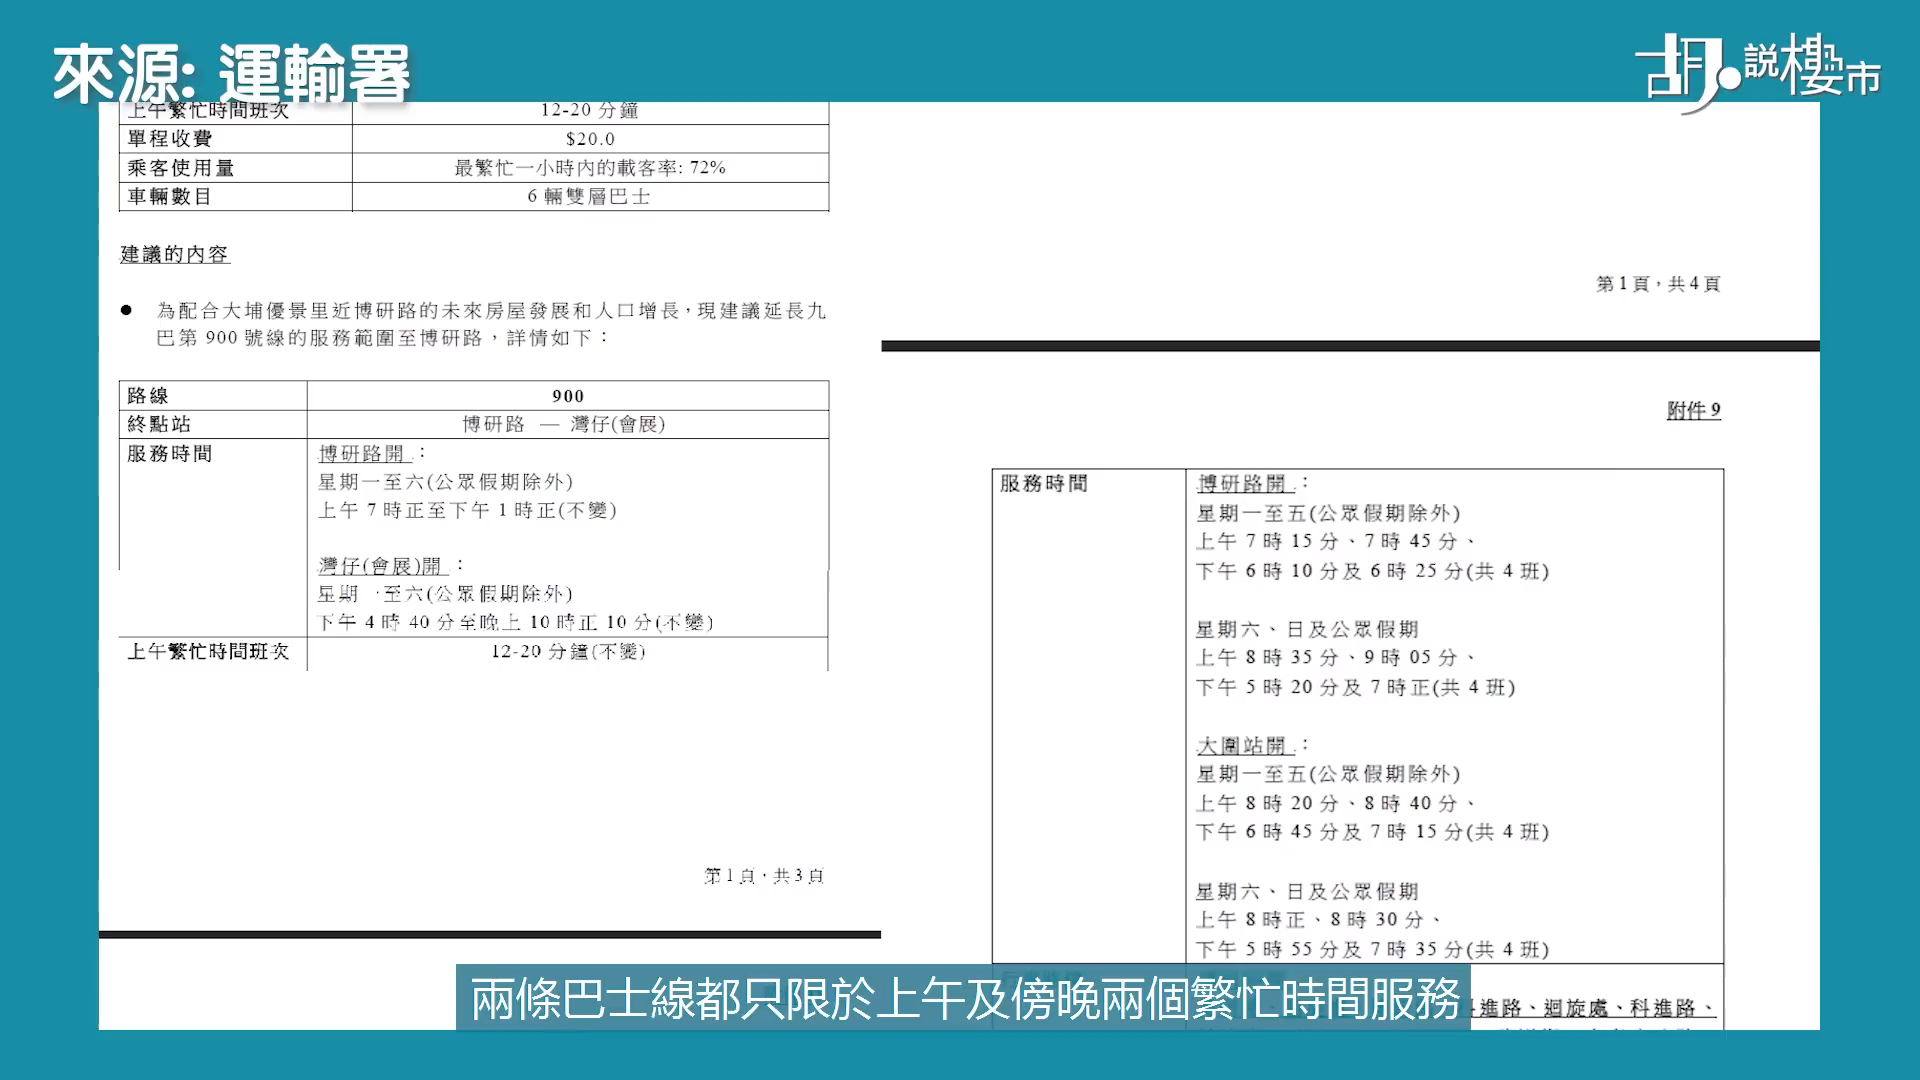 來源: 運輸署
胡.説樓市
上午繁忙時間班次 12-20 分鐘
單程收費 $20.0
乘客使用量 最繁忙一小時內的載客率: 72%
車輛數目 6 輛雙層巴士
建議的內容
● 為配合大埔優景里近博研路的未來房屋發展和人口增長，現建議延長九
巴第 900 號線的服務範圍至博研路，詳情如下：
路線 900
終點站 博研路 — 灣仔(會展)
服務時間 博研路開：
星期一至六(公眾假期除外)
上午 7 時正至下午 1 時正(不變)
灣仔(會展)開：
星期一至六(公眾假期除外)
下午 4 時 40 分至晚上 10 時正 10 分(不變)
上午繁忙時間班次 12-20 分鐘(不變)
第 1 頁，共 3 頁
第 1 頁，共 4 頁
附件 9
服務時間 博研路開：
星期一至五(公眾假期除外)
上午 7 時 15 分、7 時 45 分、
下午 6 時 10 分及 6 時 25 分(共 4 班)
星期六、日及公眾假期
上午 8 時 35 分、9 時 05 分、
下午 5 時 20 分及 7 時正(共 4 班)
大圍站開：
星期一至五(公眾假期除外)
上午 8 時 20 分、8 時 40 分、
下午 6 時 45 分及 7 時 15 分(共 4 班)
星期六、日及公眾假期
上午 8 時正、8 時 30 分、
下午 5 時 55 分及 7 時 35 分(共 4 班)
科進路、迴旋處、科進路、
兩條巴士線都只限於上午及傍晚兩個繁忙時間服務